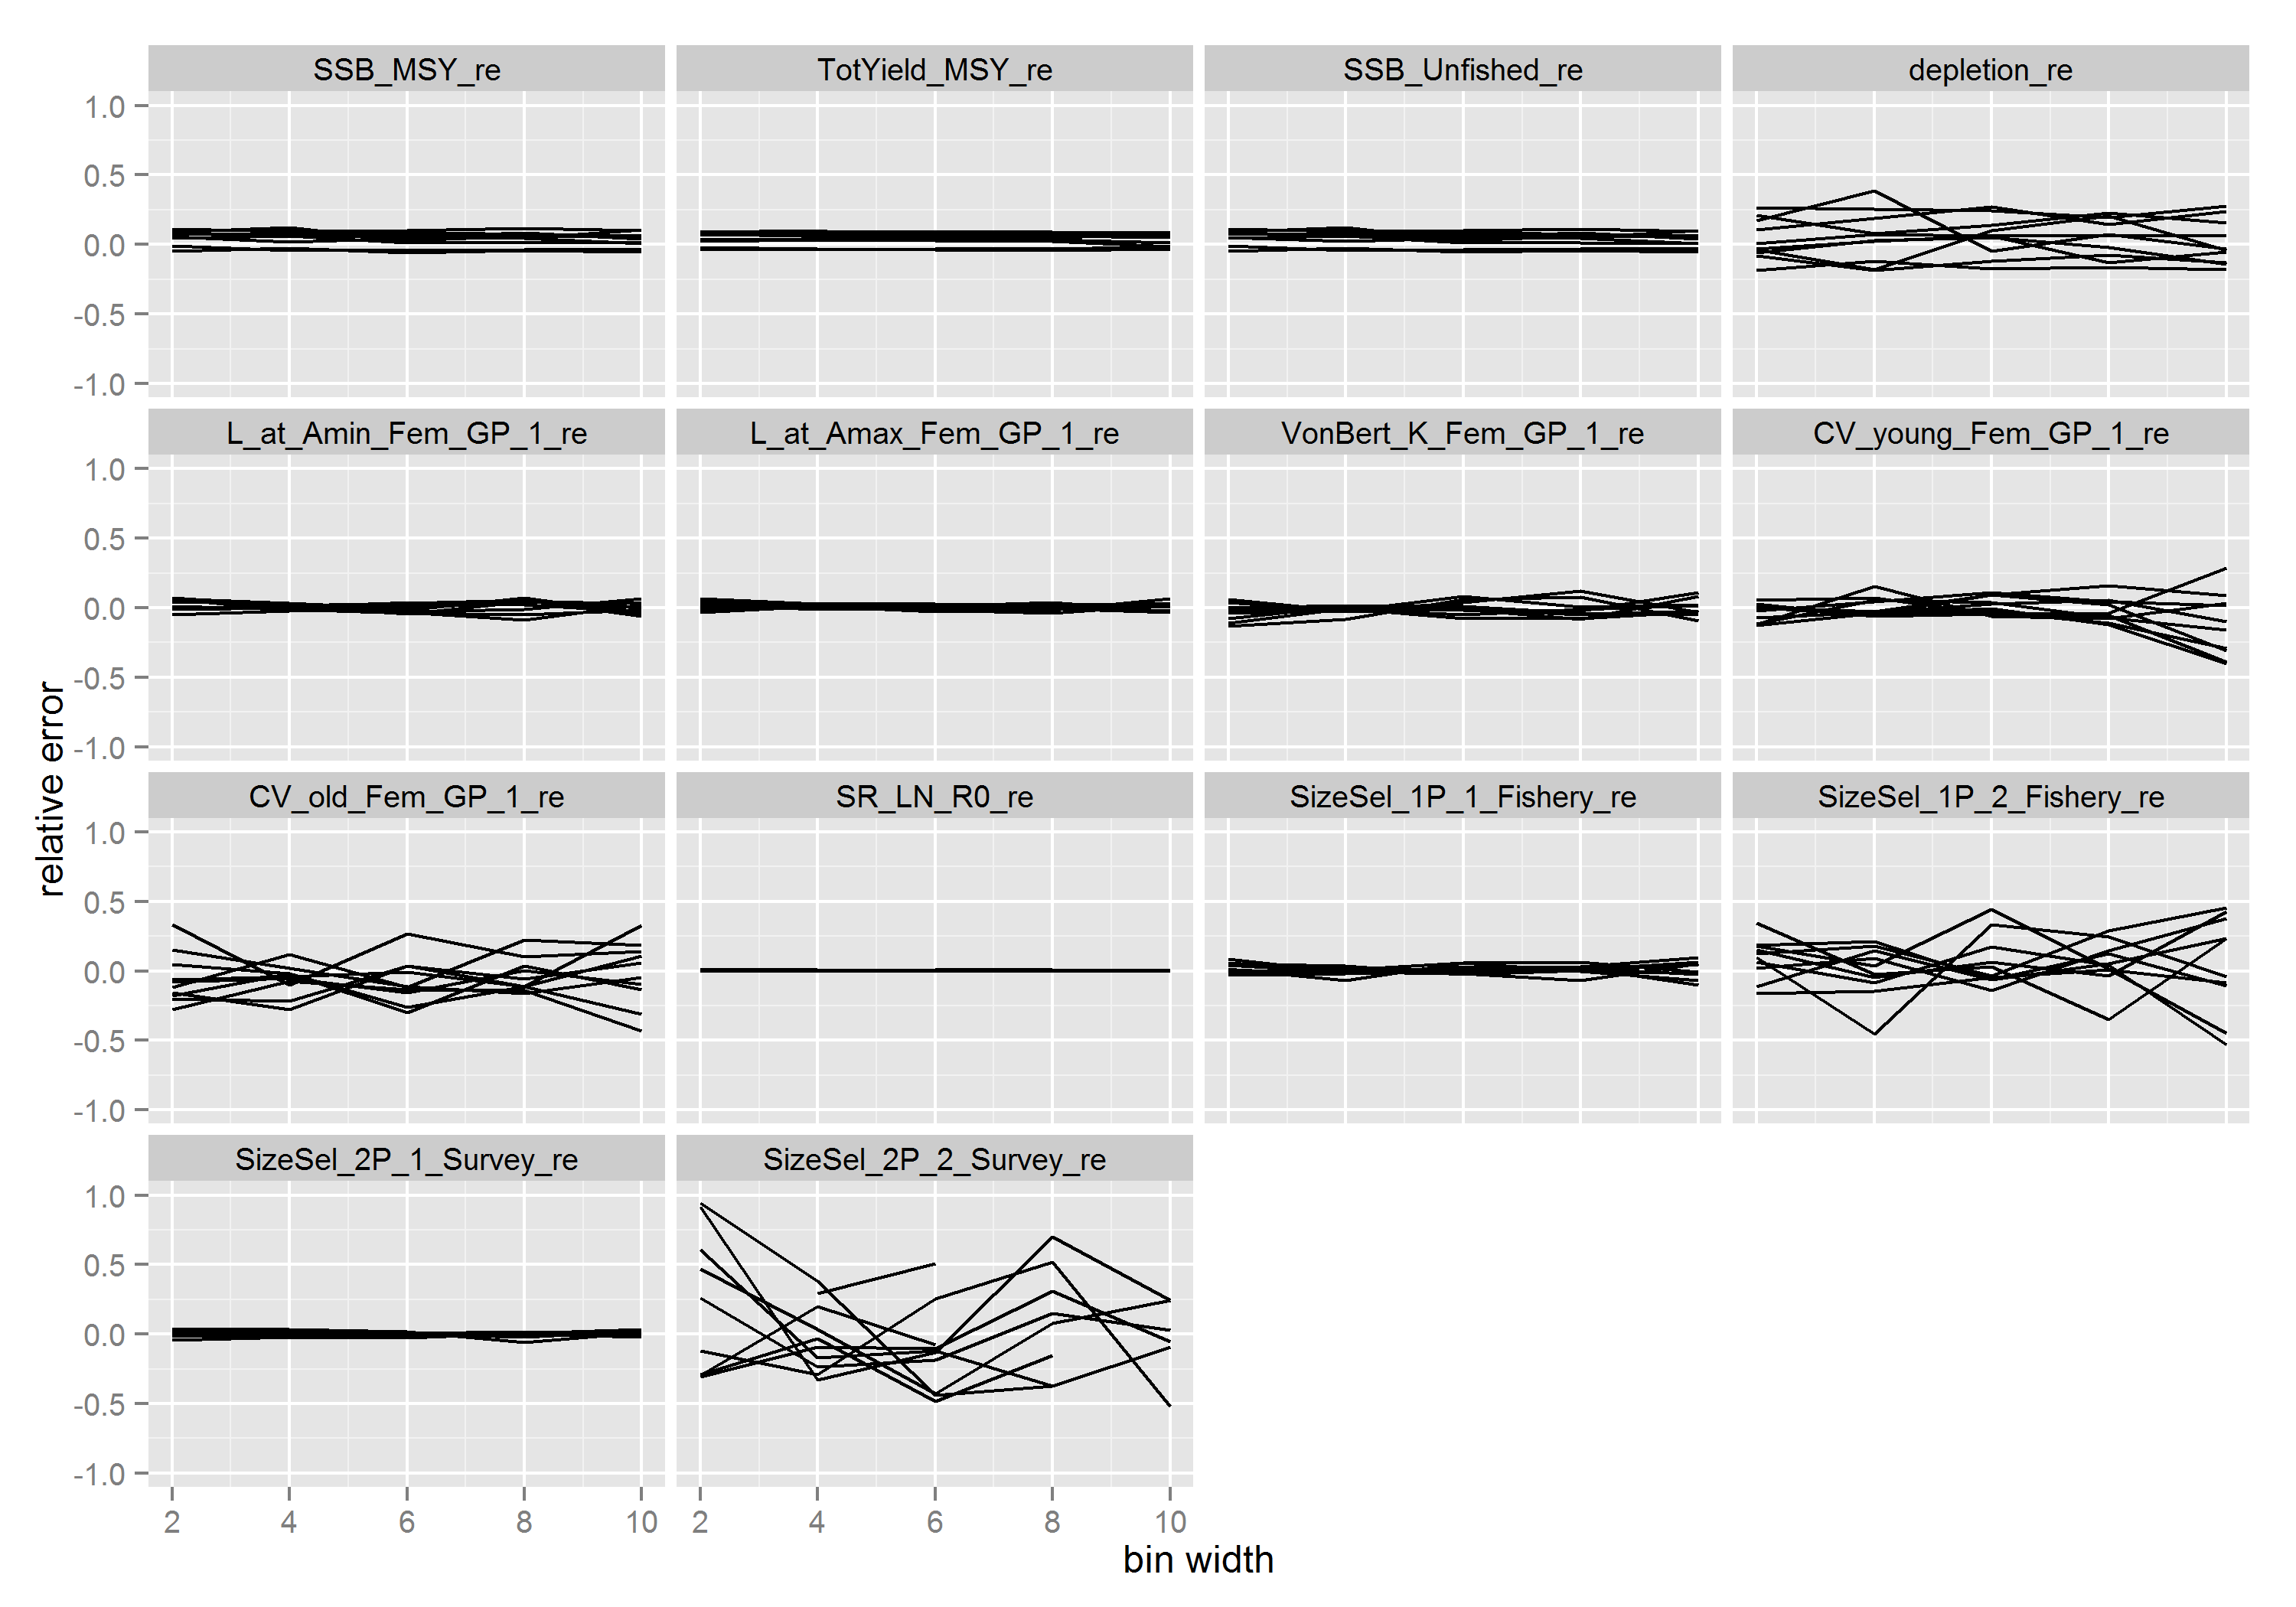 SSB_MSY_re TotYield_MSY_re SSB_Unfished_re depletion_re
1.0
0.5
0.0
-0.5
-1.0
L_at_Amin_Fem_GP_1_re L_at_Amax_Fem_GP_1_re VonBert_K_Fem_GP_1_re CV_young_Fem_GP_1_re
1.0
0.5
0.0
-0.5
-1.0
relative error
CV_old_Fem_GP_1_re SR_LN_R0_re SizeSel_1P_1_Fishery_re SizeSel_1P_2_Fishery_re
1.0
0.5
0.0
-0.5
-1.0
SizeSel_2P_1_Survey_re SizeSel_2P_2_Survey_re
1.0
0.5
0.0
-0.5
-1.0
2 4 6 8 10 2 4 6 8 10
bin width